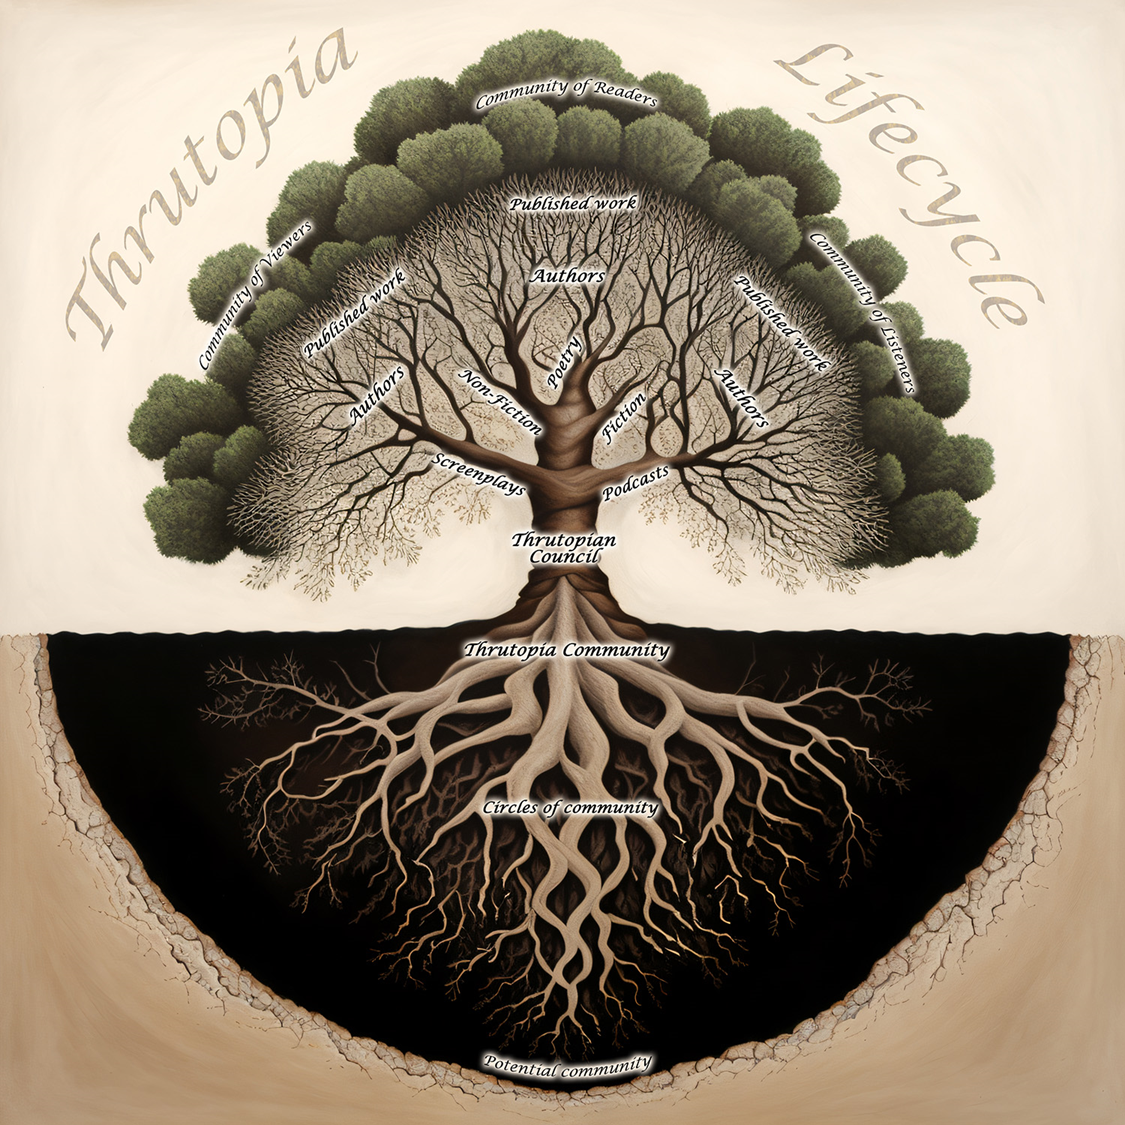 Thrutopia Lifecycle
Community of Readers
Community of Viewers
Community of Listeners
Published work
Published work
Published work
Authors
Authors
Authors
Poetry
Non-Fiction
Fiction
Screenplays
Podcasts
Thrutopian
Council
Thrutopia Community
Circles of community
Potential community